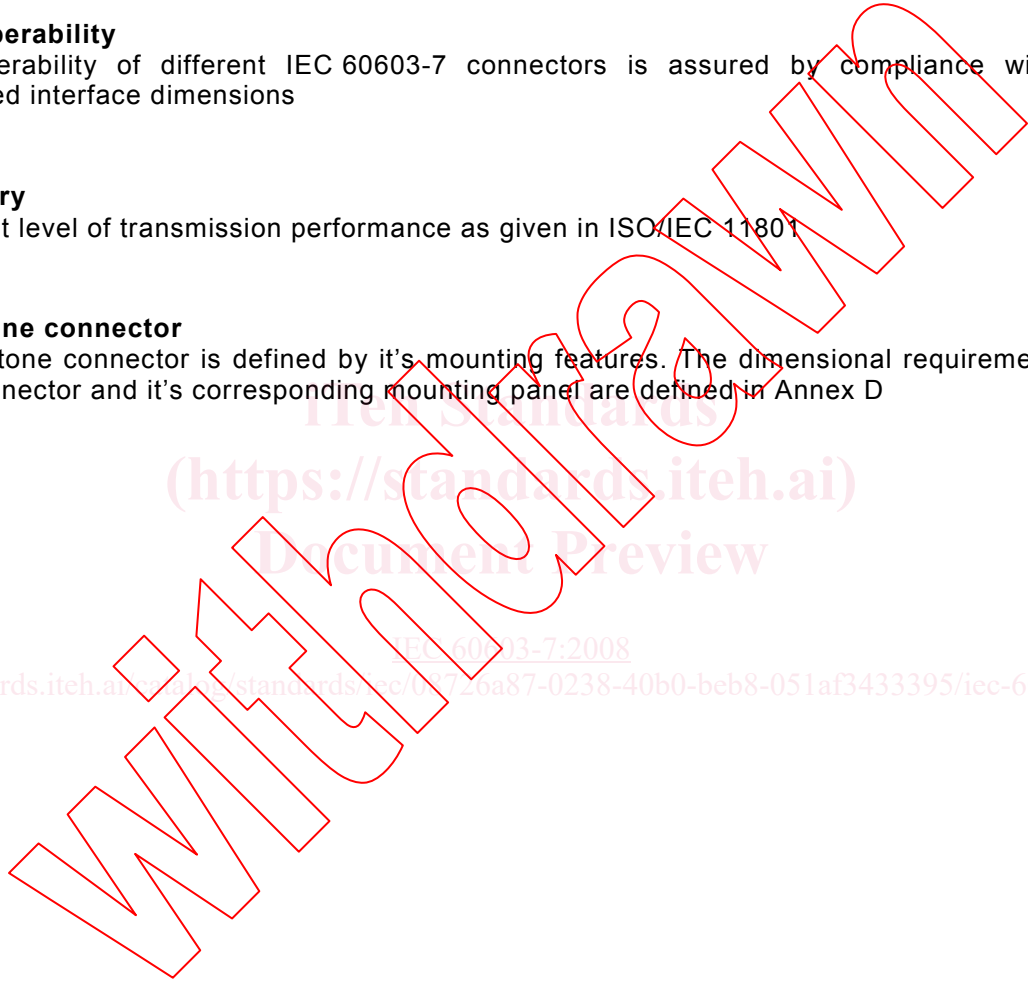 perability
erability of different IEC 60603-7 connectors is assured by compliance wi
ed interface dimensions
ry
t level of transmission performance as given in ISO/IEC 11801
ne connector
tone connector is defined by it's mounting features. The dimensional requireme
nector and it's corresponding mounting panel are defined in Annex D
iTeh Standards
(https://standards.iteh.ai)
Document Preview
IEC 60603-7:2008
rds.iteh.ai/catalog/standards/iec/08726a87-0238-40b0-beb8-051af3433395/iec-6
withdrawn